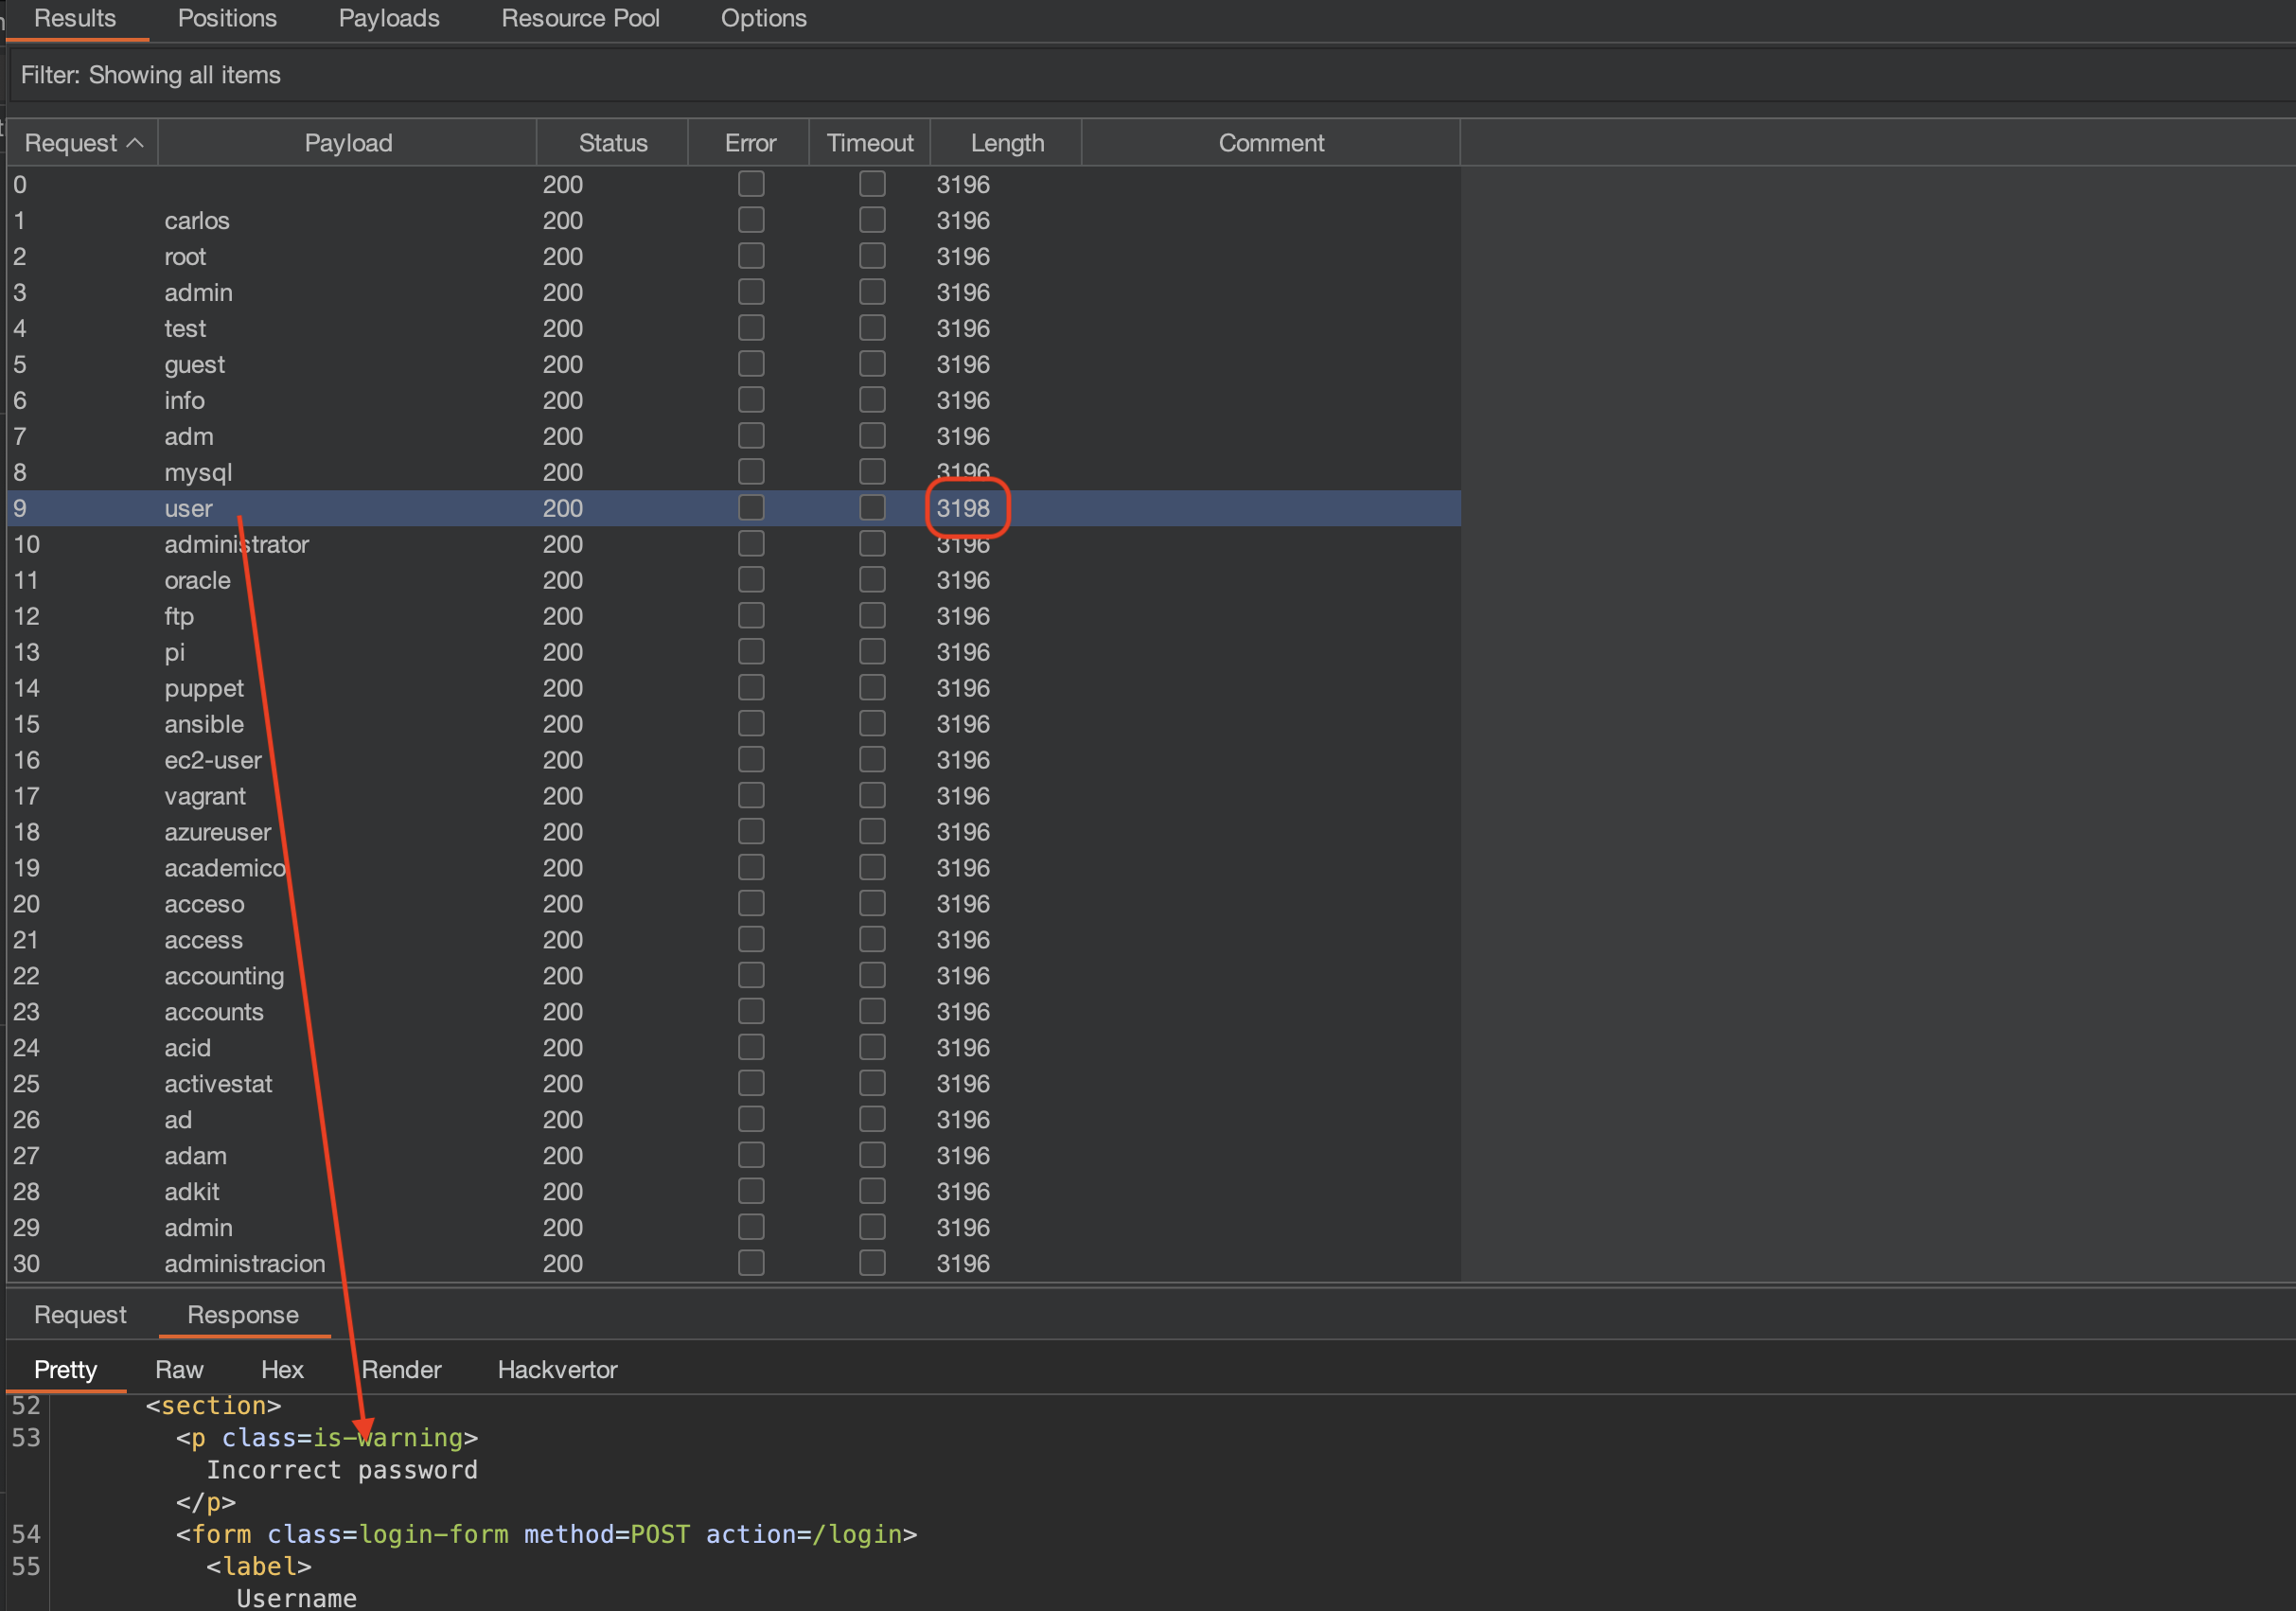 Results Positions Payloads Resource Pool Options
Filter: Showing all items
Request Payload Status Error Timeout Length Comment
0 200 3196
1 carlos 200 3196
2 root 200 3196
3 admin 200 3196
4 test 200 3196
5 guest 200 3196
6 info 200 3196
7 adm 200 3196
8 mysql 200 3196
9 user 200 3198
10 administrator 200 3196
11 oracle 200 3196
12 ftp 200 3196
13 pi 200 3196
14 puppet 200 3196
15 ansible 200 3196
16 ec2-user 200 3196
17 vagrant 200 3196
18 azureuser 200 3196
19 academico 200 3196
20 acceso 200 3196
21 access 200 3196
22 accounting 200 3196
23 accounts 200 3196
24 acid 200 3196
25 activestat 200 3196
26 ad 200 3196
27 adam 200 3196
28 adkit 200 3196
29 admin 200 3196
30 administracion 200 3196
Request Response
Pretty Raw Hex Render Hackvertor
52 <section>
53 <p class=is-warning>
Incorrect password
</p>
54 <form class=login-form method=POST action=/login>
55 <label>
Username